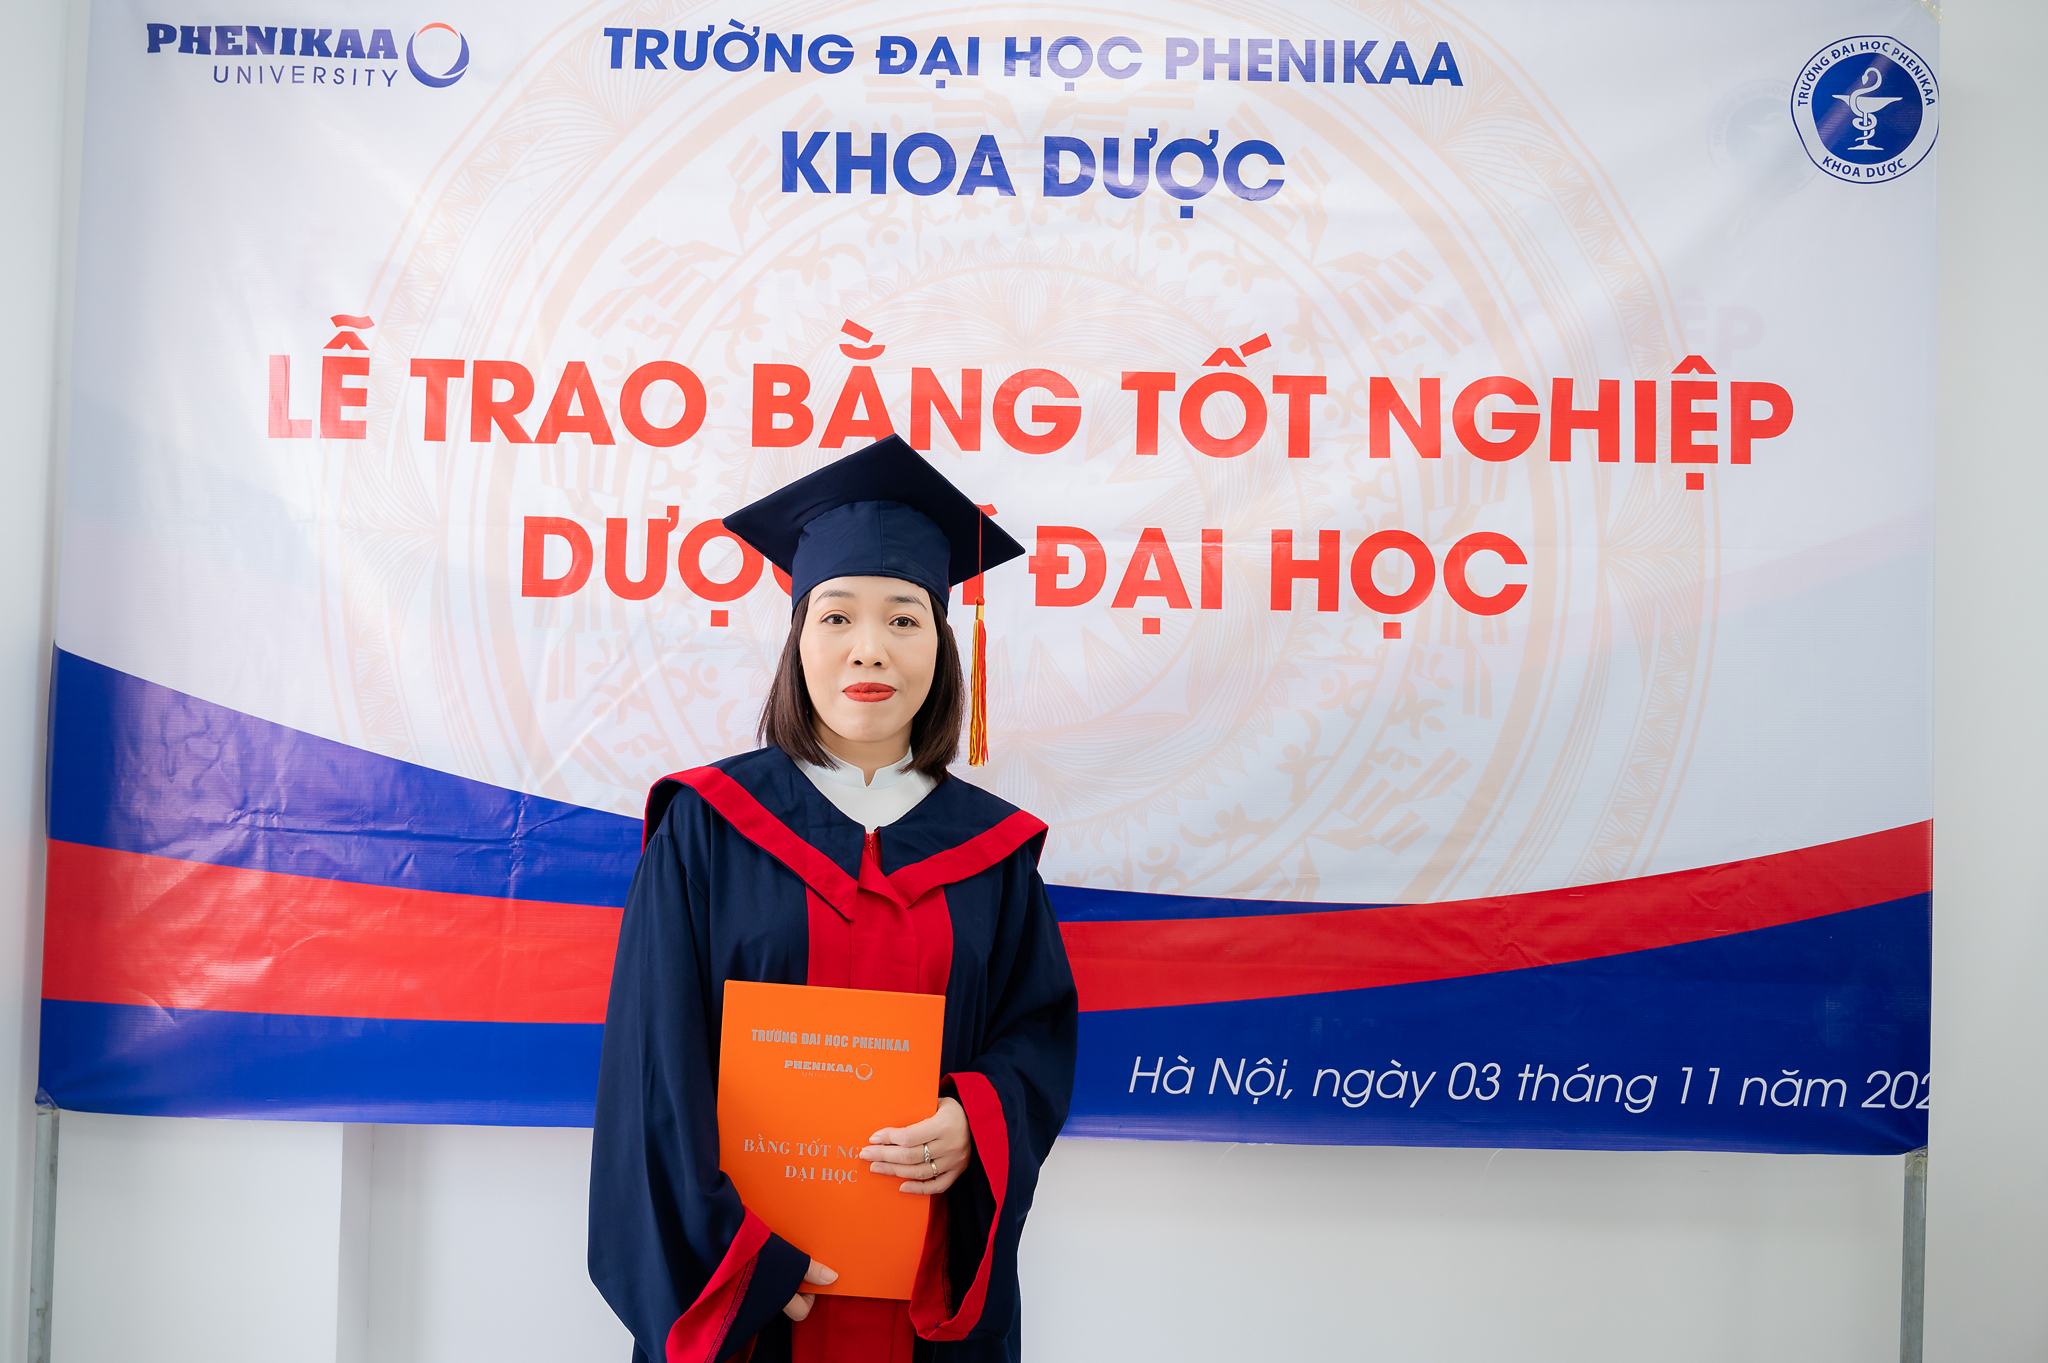 PHENIKAA
UNIVERSITY
TRƯỜNG ĐẠI HỌC PHENIKAA
KHOA DƯỢC
TRƯỜNG ĐẠI HỌC PHENIKAA
KHOA DƯỢC
LỄ TRAO BẰNG TỐT NGHIỆP
ĐẠI HỌC
Hà Nội, ngày 03 tháng 11 năm
TRƯỜNG ĐẠI HỌC PHENIKAA
PHENIKAA
UNIVERSITY
BẰNG TỐT
ĐẠI HỌC